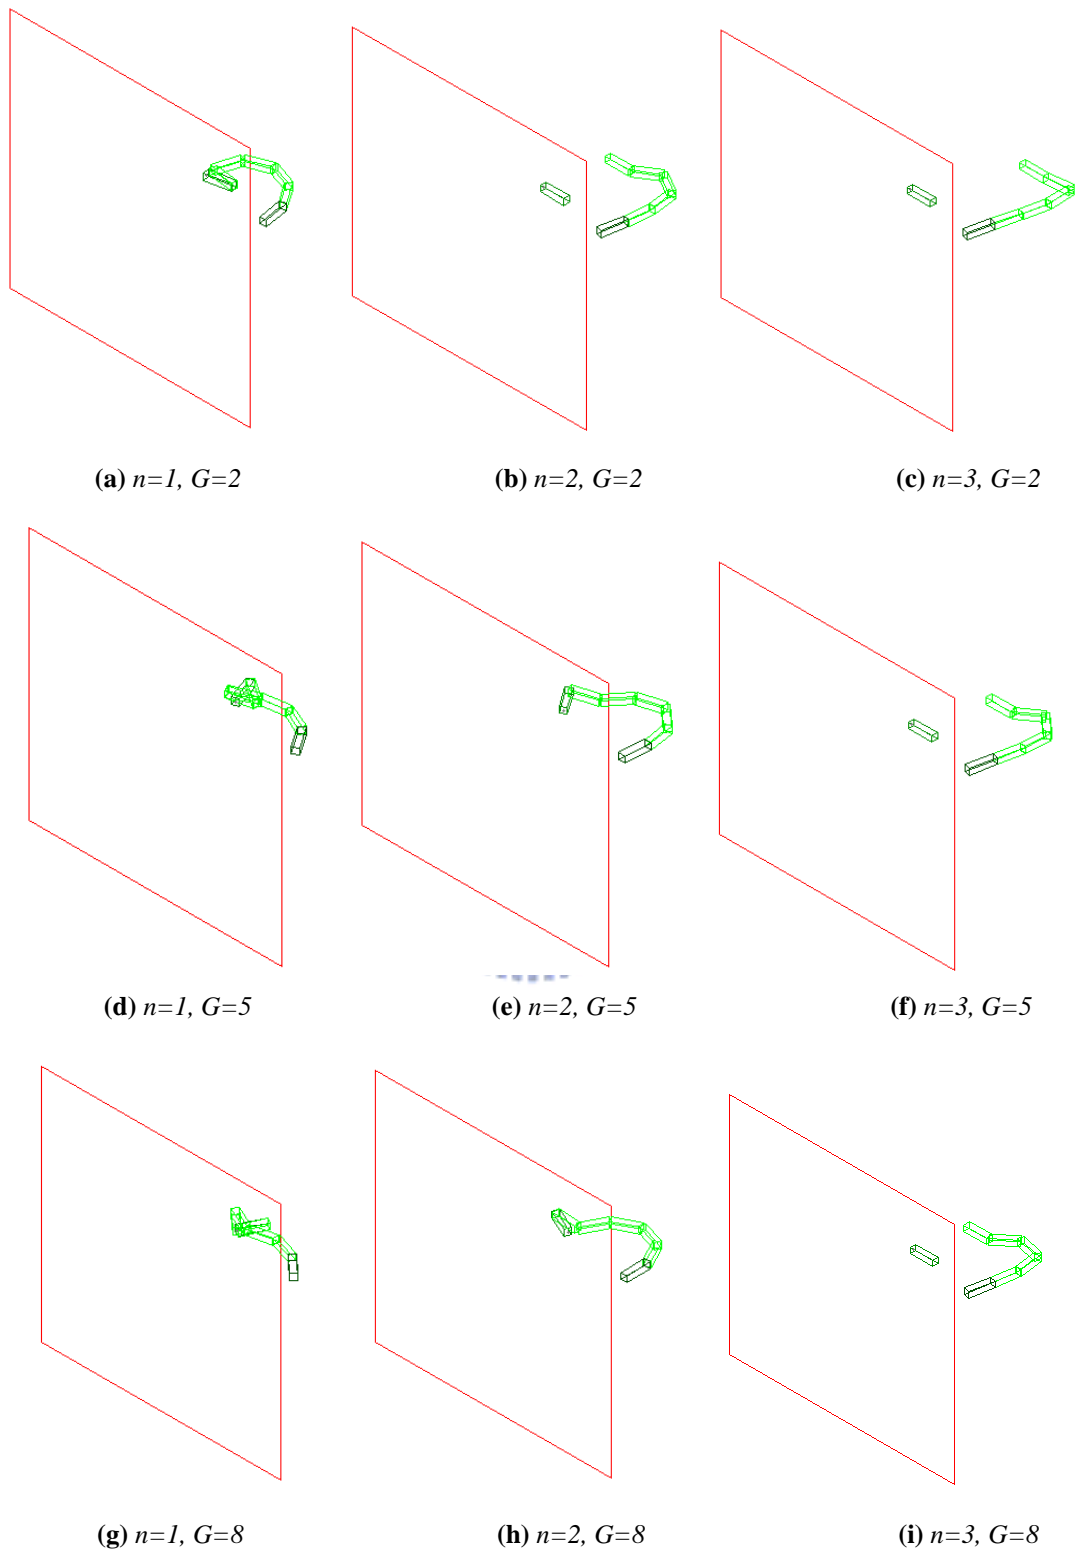 (a) n=1, G=2
(b) n=2, G=2
(c) n=3, G=2
(d) n=1, G=5
(e) n=2, G=5
(f) n=3, G=5
(g) n=1, G=8
(h) n=2, G=8
(i) n=3, G=8